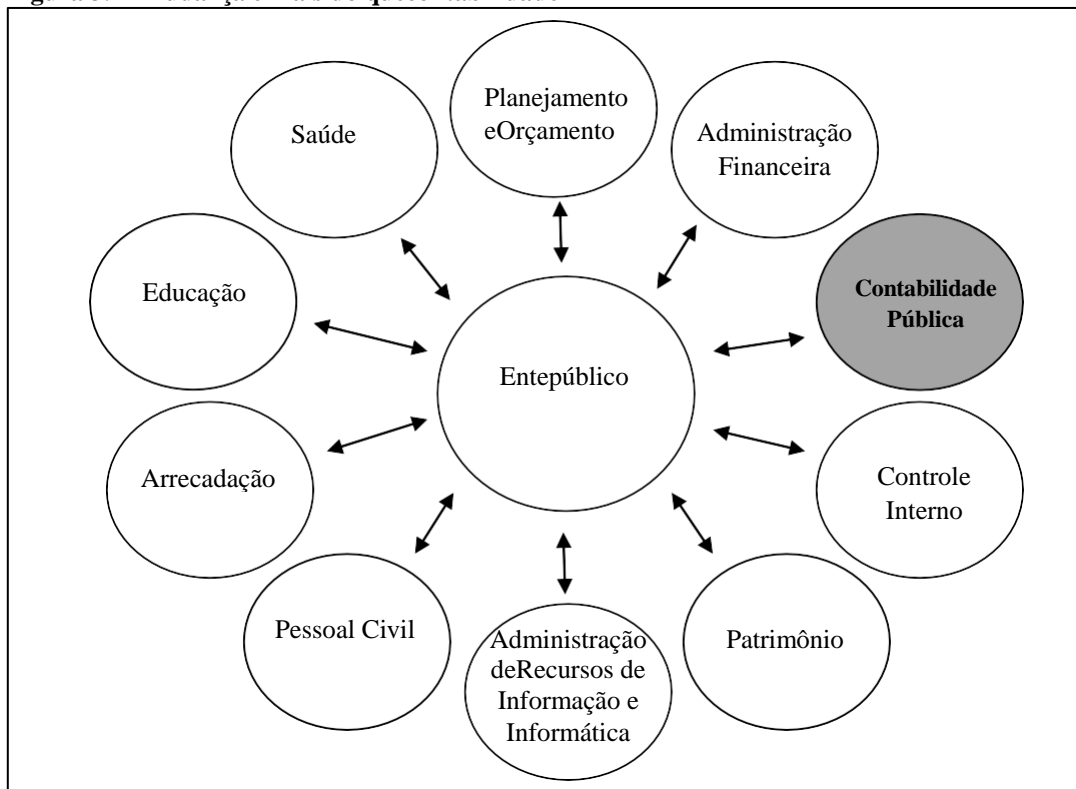 Planejamento
eOrçamento
Saúde
Administração
Financeira
Educação
Contabilidade
Pública
Entepúblico
Arrecadação
Controle
Interno
Pessoal Civil
Administração
deRecursos de
Informação e
Informática
Patrimônio